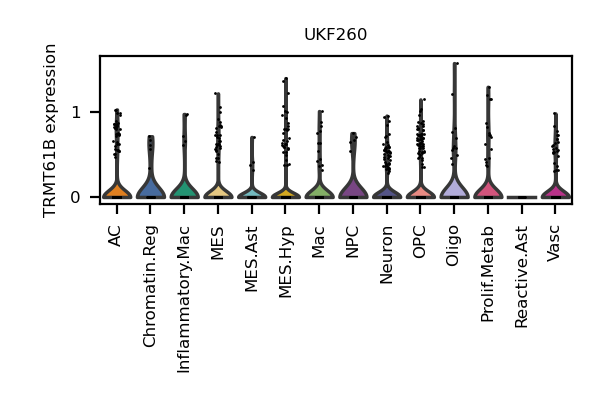 UKF260
TRMT61B expression
1
0
AC
Chromatin.Reg
Inflammatory.Mac
MES
MES.Ast
MES.Hyp
Mac
NPC
Neuron
OPC
Oligo
Prolif.Metab
Reactive.Ast
Vasc